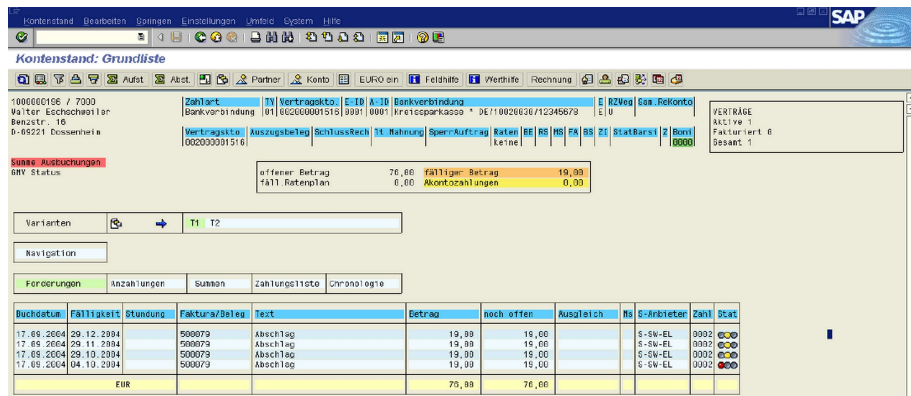 Kontenstand Bearbeiten Springen Einstellungen Umfeld System Hilfe
SAP
Kontenstand: Grundliste
Aufst. Abst. Partner Konto EURO ein Feldhilfe Werthilfe Rechnung
1000000196 / 7000
Walter Eschschweiler
Benzstr. 16
D-69221 Dossenheim
Zahlart TY Vertragskto. E-ID A-ID Bankverbindung E RZWeg Gam.ReKonto
Bankverbindung 01 002000001516 0001 0001 Kreissparkasse * DE/10020030/12345678 E U
Vertragskto Auszugsbeleg SchlussRech lt Mahnung SperrAuftrag Raten BE RS MS FA BS ZI StatBarsi Z Boni
002000001516 keine 0000
VERTRÄGE
Aktive 1
Fakturiert 0
Gesamt 1
Summe Ausbuchungen
GMV Status
offener Betrag 76,00 fälliger Betrag 19,00
fäll.Ratenplan 0,00 Akontozahlungen 0,00
Varianten T1 T2
Navigation
Forderungen Anzahlungen Summen Zahlungsliste Chronologie
Buchdatum Fälligkeit Stundung Faktura/Beleg Text Betrag noch offen Ausgleich Ms S-Anbieter Zahl Stat
17.09.2004 29.12.2004 500079 Abschlag 19,00 19,00 S-SW-EL 0002
17.09.2004 29.11.2004 500079 Abschlag 19,00 19,00 S-SW-EL 0002
17.09.2004 29.10.2004 500079 Abschlag 19,00 19,00 S-SW-EL 0002
17.09.2004 04.10.2004 500079 Abschlag 19,00 19,00 S-SW-EL 0002
EUR 76,00 76,00